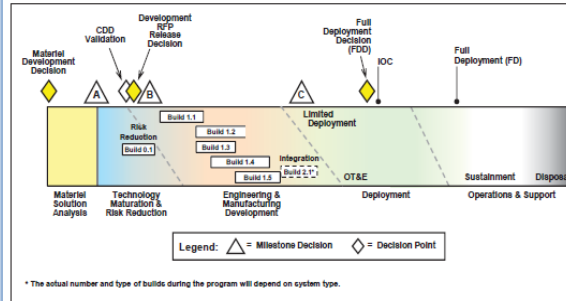 Development
RFP
Release
Decision
CDD
Validation
Materiel
Development
Decision
Full
Deployment
Decision
(FDD)
IOC
Full
Deployment (FD)
A
B
C
Build 1.1
Limited
Deployment
Risk
Reduction
Build 0.1
Build 1.2
Build 1.3
Build 1.4
Integration
Build 1.5
Build 2.1*
OT&E
Sustainment
Disposa
Materiel
Solution
Analysis
Technology
Maturation &
Risk Reduction
Engineering &
Manufacturing
Development
Deployment
Operations & Support
Legend: = Milestone Decision = Decision Point
* The actual number and type of builds during the program will depend on system type.